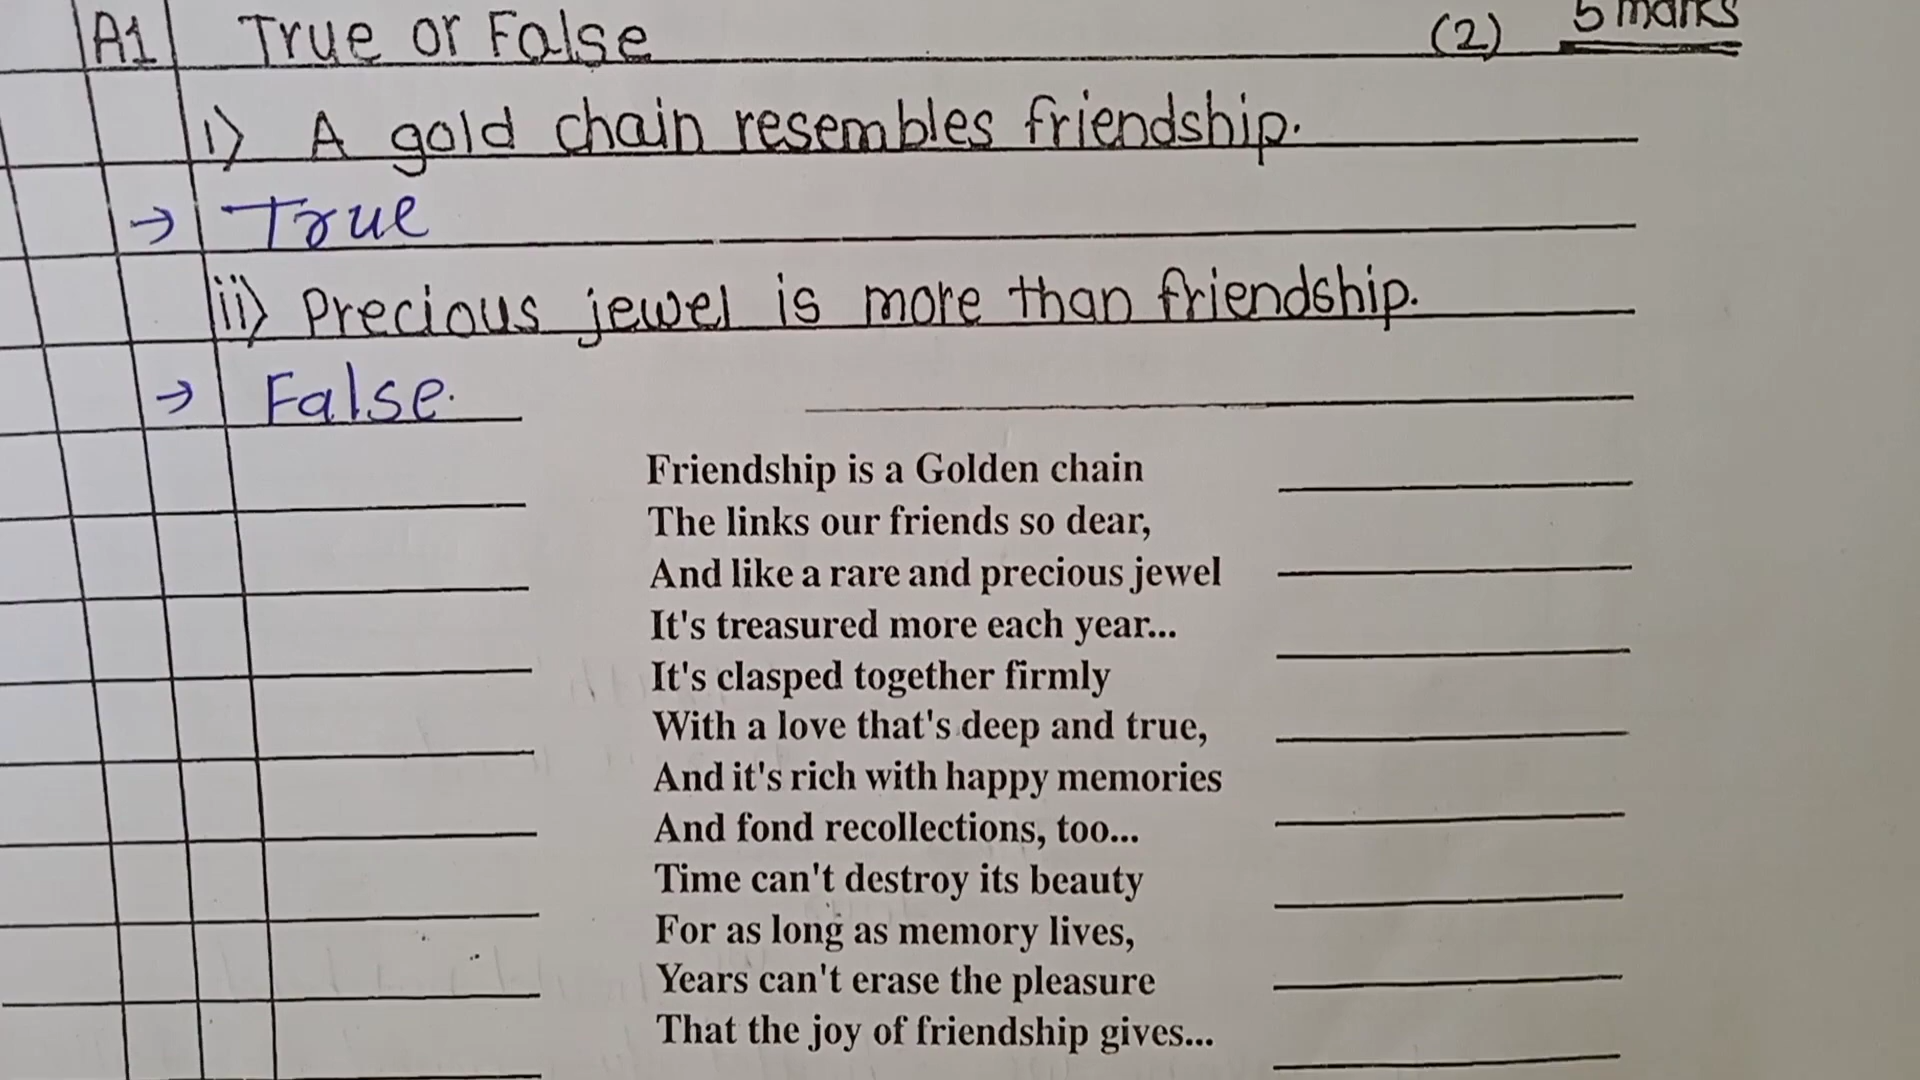 A1 True or False (2) 5 marks
i) A gold chain resembles friendship.
→ True
ii) Precious jewel is more than friendship.
→ False.
Friendship is a Golden chain
The links our friends so dear,
And like a rare and precious jewel
It's treasured more each year...
It's clasped together firmly
With a love that's deep and true,
And it's rich with happy memories
And fond recollections, too...
Time can't destroy its beauty
For as long as memory lives,
Years can't erase the pleasure
That the joy of friendship gives...